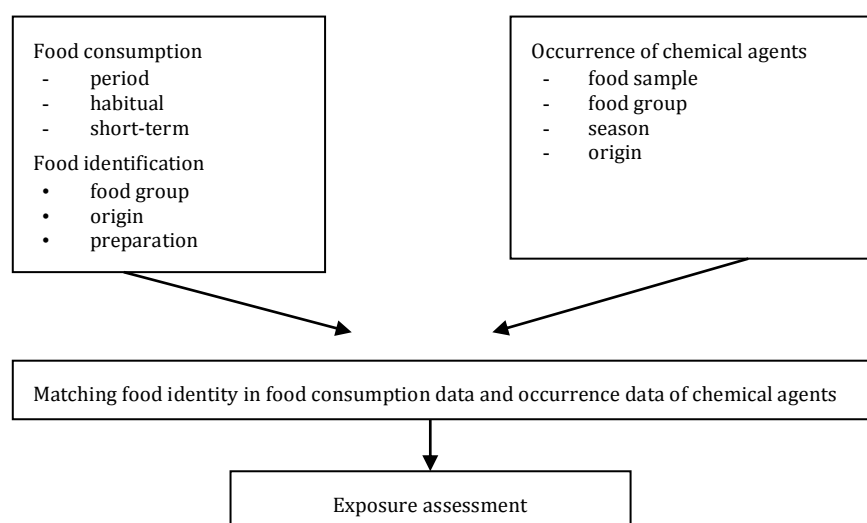 Food consumption
- period
- habitual
- short-term
Food identification
• food group
• origin
• preparation
Occurrence of chemical agents
- food sample
- food group
- season
- origin
Matching food identity in food consumption data and occurrence data of chemical agents
Exposure assessment